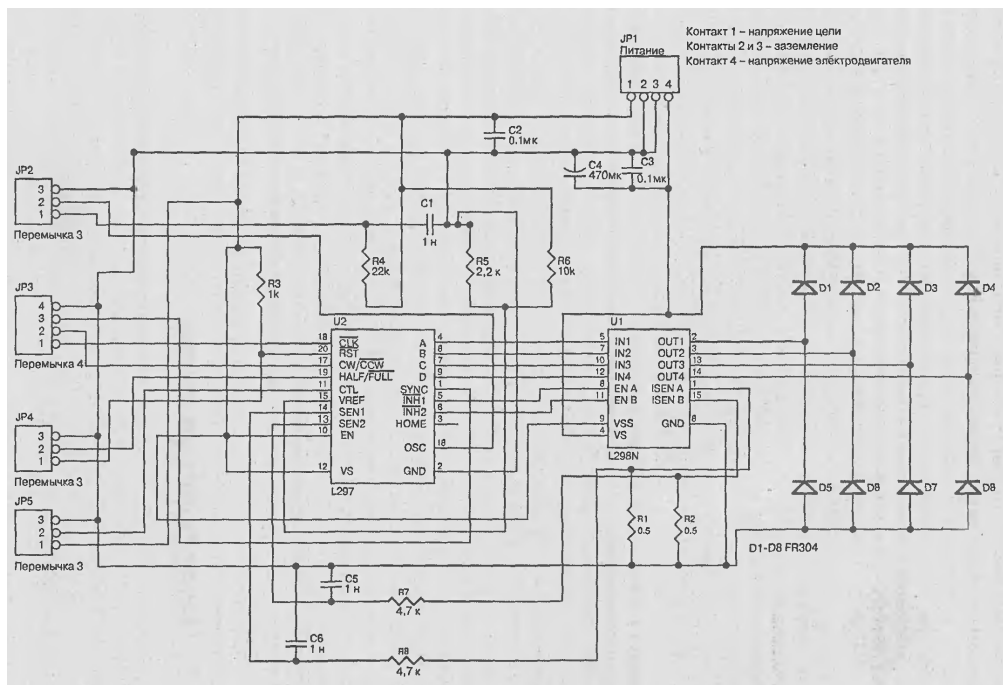 JP1
Питание
Контакт 1 – напряжение цепи
Контакты 2 и 3 – заземление
Контакт 4 – напряжение электродвигателя
1 2 3 4
C2
0.1мк
C4
470мк
C3
0.1мк
JP2
3
2
1
Перемычка 3
C1
1 н
R4
22k
R5
2,2 к
R6
10k
R3
1k
JP3
4
3
2
1
Перемычка 4
JP4
3
2
1
Перемычка 3
JP5
3
2
1
Перемычка 3
U2
18 CLK
20 RST
17 CW/CCW
19 HALF/FULL
11 CTL
15 VREF
14 SEN1
13 SEN2
10 EN
12 VS
A 4
B 6
C 7
D 9
SYNC 1
INH1 5
INH2 8
HOME 3
OSC 18
GND 2
L297
U1
5 IN1
7 IN2
10 IN3
12 IN4
8 EN A
11 EN B
9 VSS
4 VS
OUT1 2
OUT2 3
OUT3 13
OUT4 14
ISEN A 1
ISEN B 15
GND 8
L298N
D1
D2
D3
D4
D5
D8
D7
D8
D1-D8 FR304
R1
0.5
R2
0.5
C5
1 н
R7
4,7 к
C6
1 н
R8
4,7 к